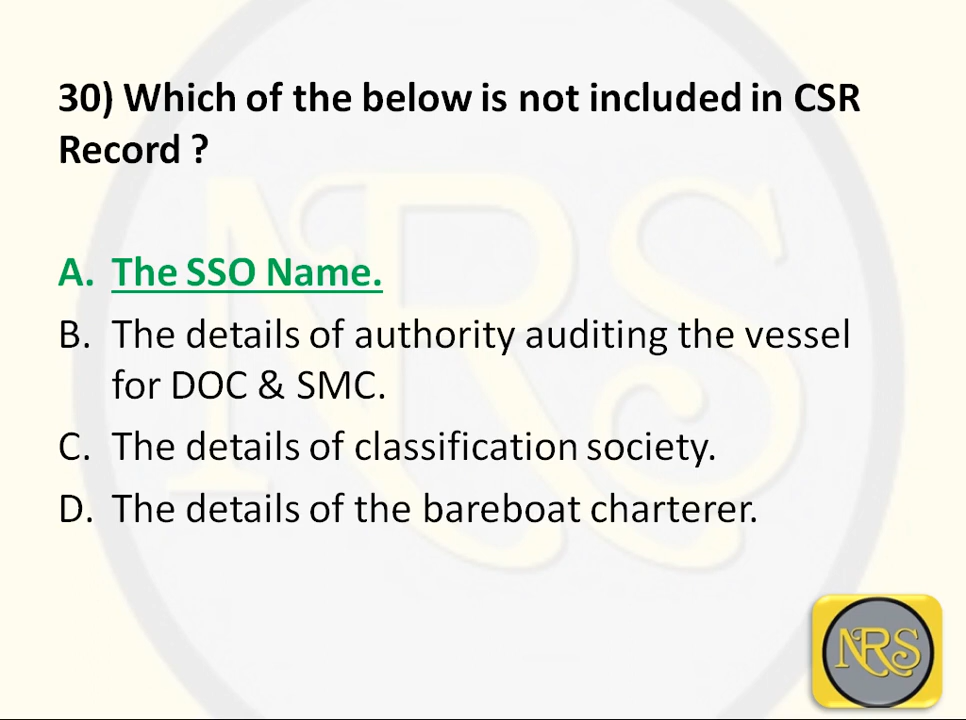 30) Which of the below is not included in CSR
Record ?
A. The SSO Name.
B. The details of authority auditing the vessel
for DOC & SMC.
C. The details of classification society.
D. The details of the bareboat charterer.
NRS
NRS